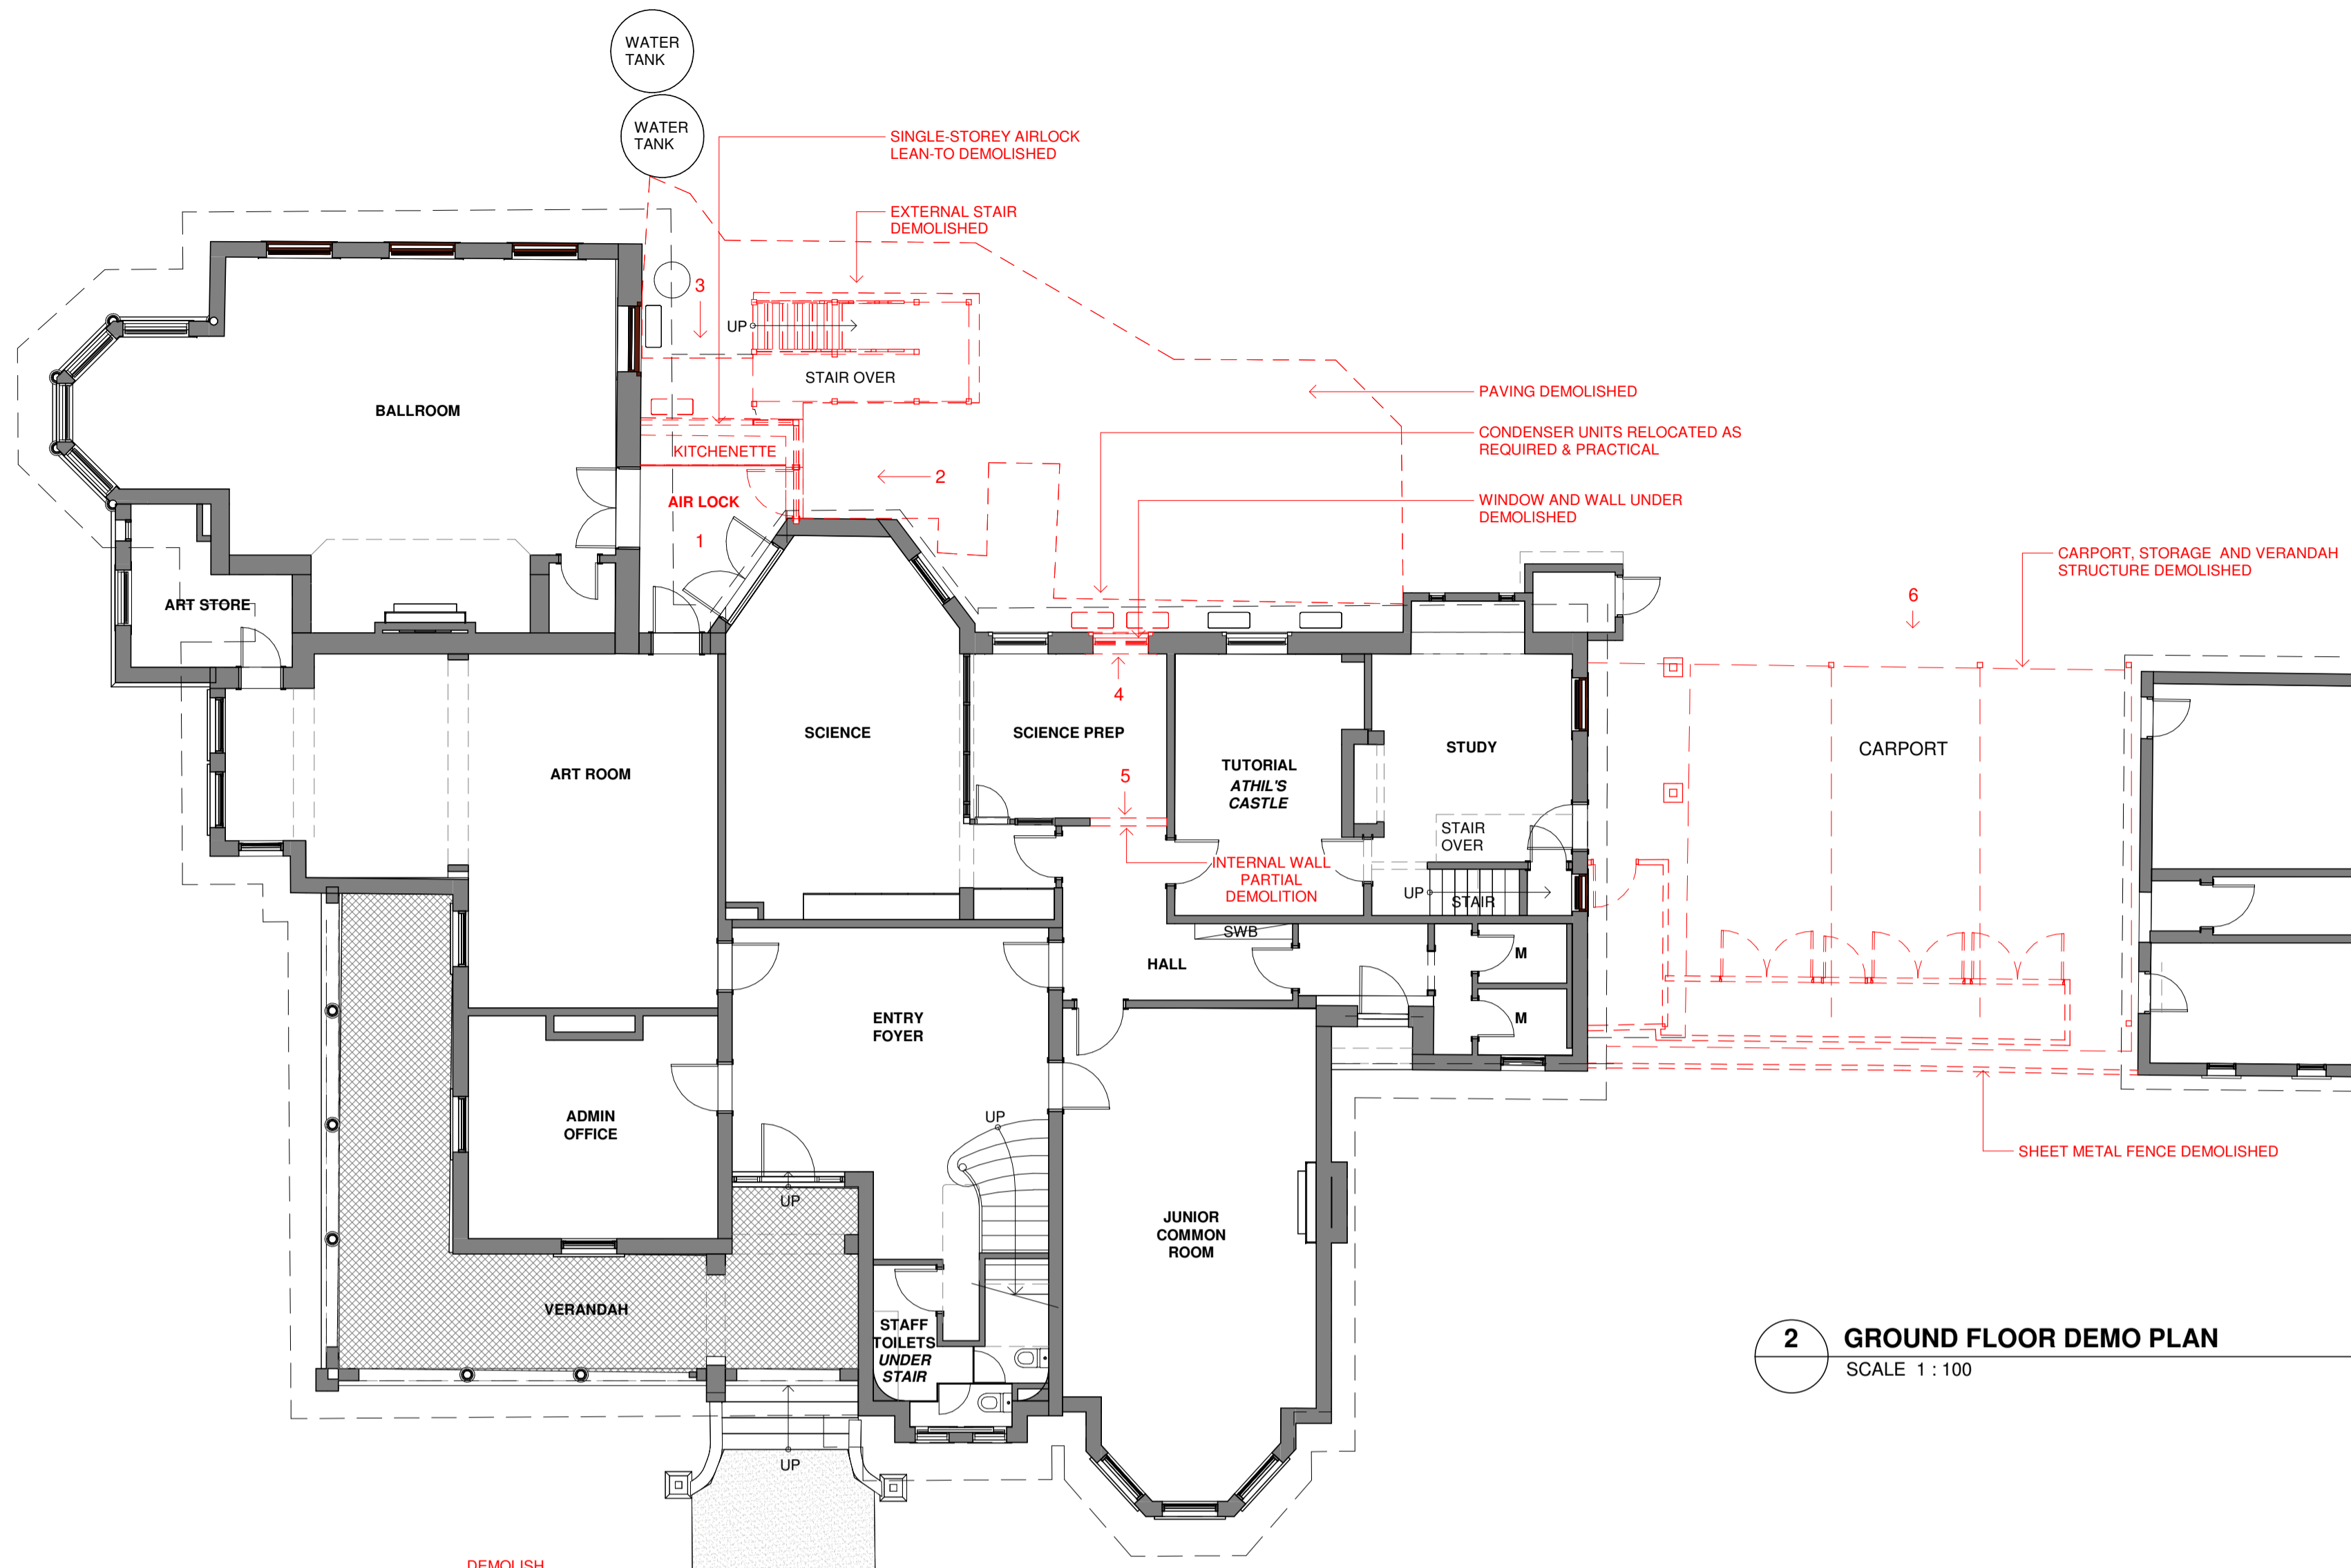 WATER
TANK
WATER
TANK
SINGLE-STOREY AIRLOCK
LEAN-TO DEMOLISHED
EXTERNAL STAIR
DEMOLISHED
3
UP
STAIR OVER
PAVING DEMOLISHED
BALLROOM
CONDENSER UNITS RELOCATED AS
REQUIRED & PRACTICAL
KITCHENETTE
2
AIR LOCK
WINDOW AND WALL UNDER
DEMOLISHED
1
CARPORT, STORAGE AND VERANDAH
STRUCTURE DEMOLISHED
6
ART STORE
4
SCIENCE
SCIENCE PREP
STUDY
CARPORT
ART ROOM
5
TUTORIAL
ATHIL'S
CASTLE
STAIR
OVER
INTERNAL WALL
PARTIAL
DEMOLITION
UP
STAIR
SWB
HALL
M
M
ENTRY
FOYER
ADMIN
OFFICE
UP
SHEET METAL FENCE DEMOLISHED
UP
JUNIOR
COMMON
ROOM
VERANDAH
STAFF
TOILETS
UNDER
STAIR
2
GROUND FLOOR DEMO PLAN
SCALE 1 : 100
UP
DEMOLISH